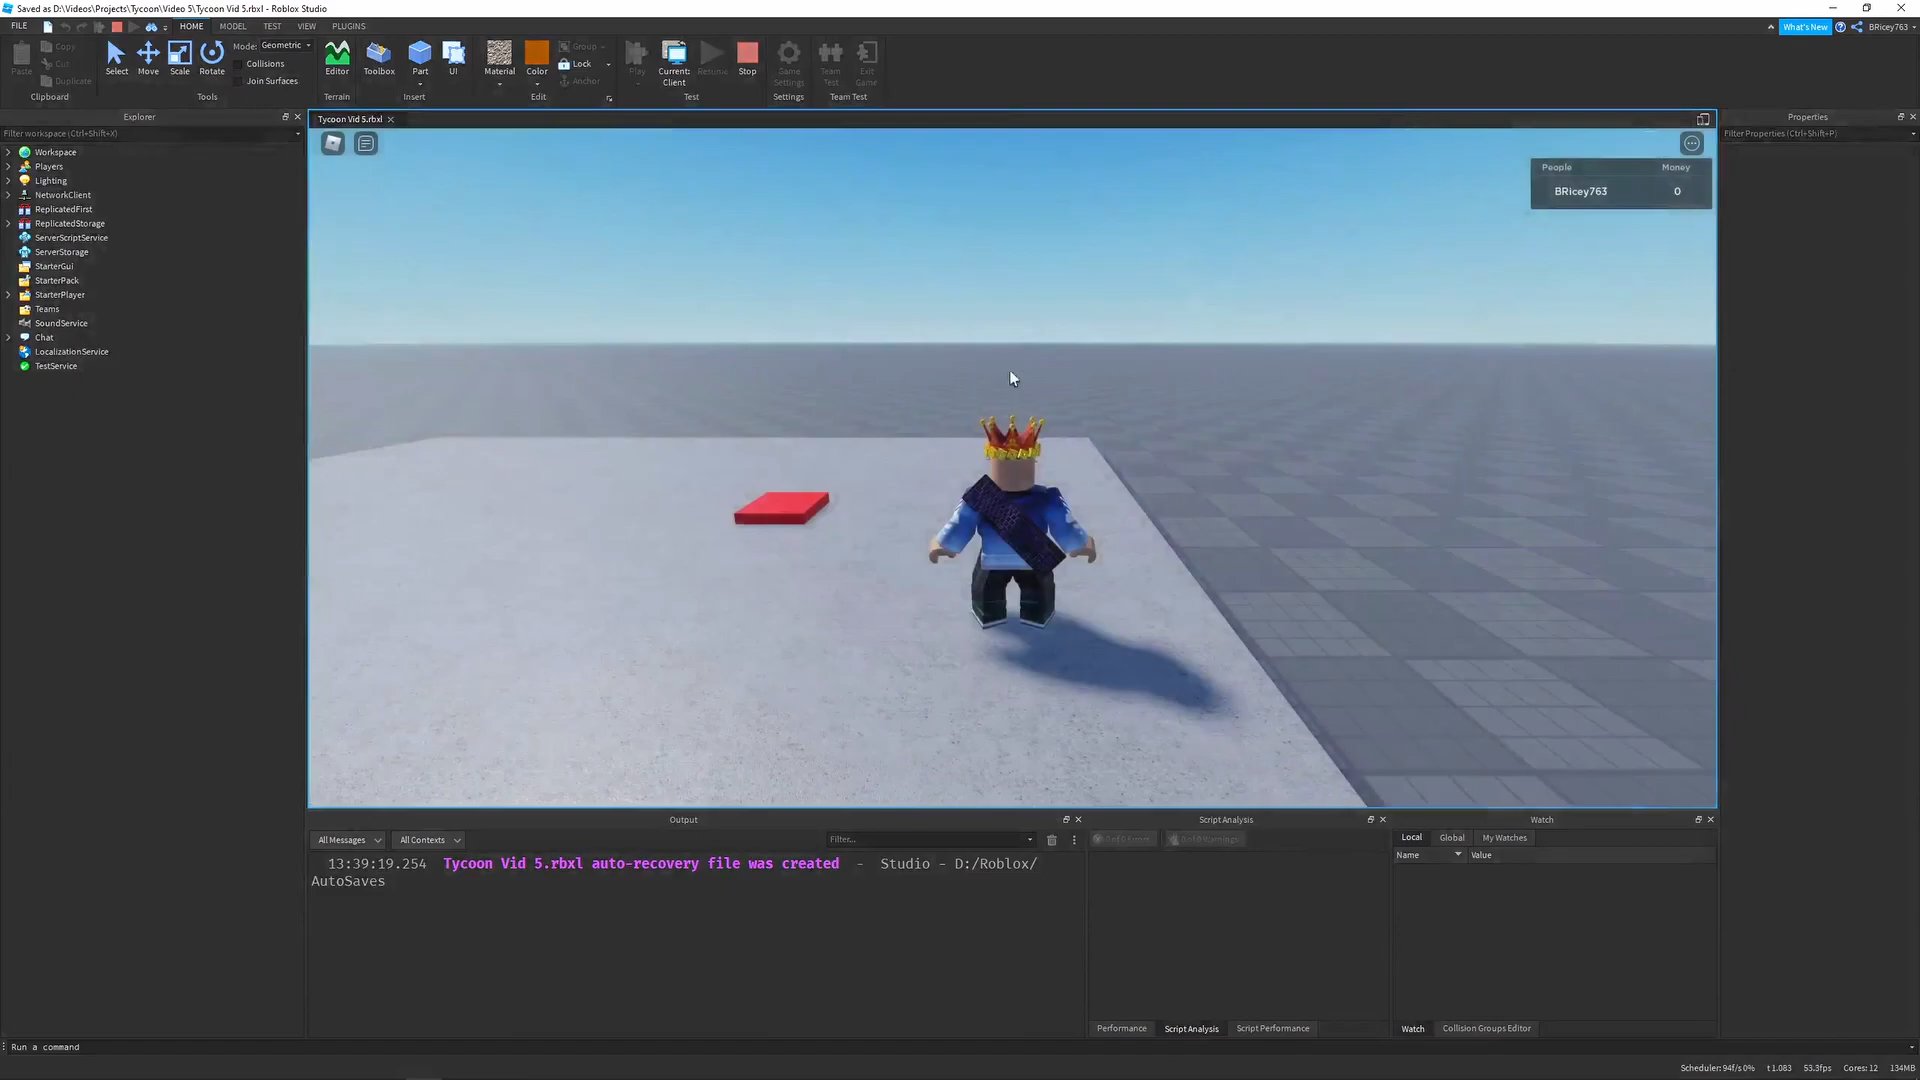 Saved as D:\Videos\Projects\Tycoon\Video 5\Tycoon Vid 5.rbxl - Roblox Studio
FILE HOME MODEL TEST VIEW PLUGINS
What's New BRicey763
Paste Copy Cut Duplicate
Clipboard
Select Move Scale Rotate
Mode: Geometric
Collisions
Join Surfaces
Tools
Editor
Terrain
Toolbox Part UI
Insert
Material Color
Group
Lock
Anchor
Edit
Play Current: Client Resume Stop
Test
Game Settings
Settings
Team Test Exit Game
Team Test
Explorer
Filter workspace (Ctrl+Shift+X)
Workspace
Players
Lighting
NetworkClient
ReplicatedFirst
ReplicatedStorage
ServerScriptService
ServerStorage
StarterGui
StarterPack
StarterPlayer
Teams
SoundService
Chat
LocalizationService
TestService
Tycoon Vid 5.rbxl
People Money
BRicey763 0
Properties
Filter Properties (Ctrl+Shift+P)
Output
All Messages All Contexts Filter...
13:39:19.254 Tycoon Vid 5.rbxl auto-recovery file was created - Studio - D:/Roblox/
AutoSaves
Script Analysis
Performance Script Analysis Script Performance
Watch
Local Global My Watches
Name Value
Watch Collision Groups Editor
Run a command
Scheduler: 94f/s 0% t 1.083 53.3fps Cores: 12 134MB